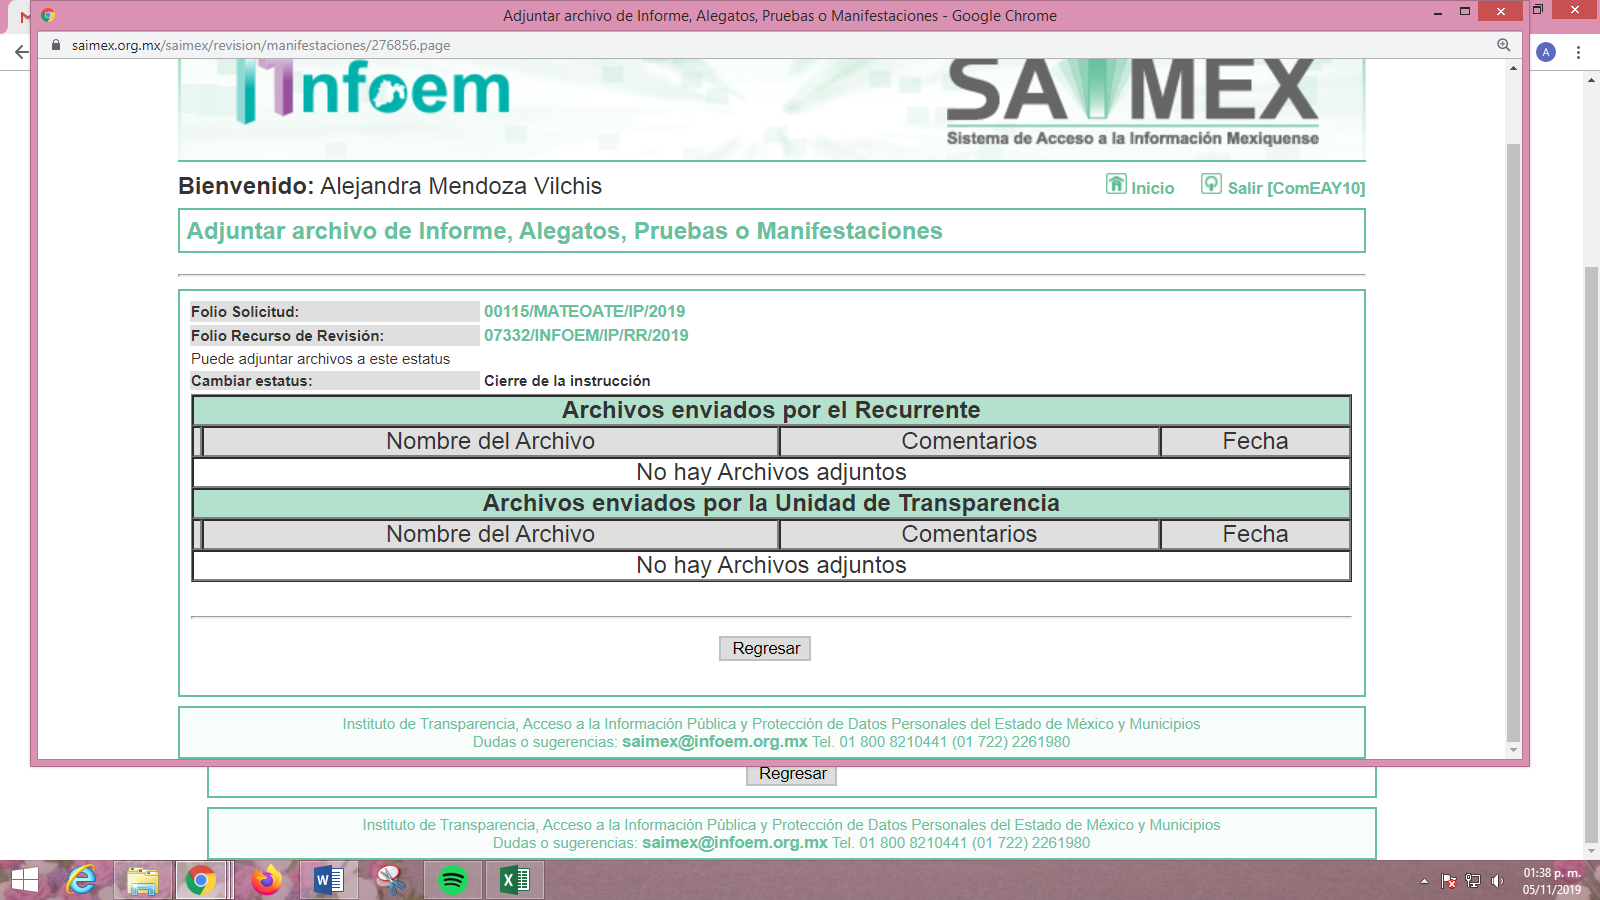 Adjuntar archivo de Informe, Alegatos, Pruebas o Manifestaciones - Google Chrome
saimex.org.mx/saimex/revision/manifestaciones/276856.page
A
Infoem
SAIMEX
Sistema de Acceso a la Información Mexiquense
Bienvenido: Alejandra Mendoza Vilchis
Inicio
Salir [ComEAY10]
Adjuntar archivo de Informe, Alegatos, Pruebas o Manifestaciones
Folio Solicitud: 00115/MATEOATE/IP/2019
Folio Recurso de Revisión: 07332/INFOEM/IP/RR/2019
Puede adjuntar archivos a este estatus
Cambiar estatus: Cierre de la instrucción
Archivos enviados por el Recurrente
Nombre del Archivo Comentarios Fecha
No hay Archivos adjuntos
Archivos enviados por la Unidad de Transparencia
Nombre del Archivo Comentarios Fecha
No hay Archivos adjuntos
Regresar
Instituto de Transparencia, Acceso a la Información Pública y Protección de Datos Personales del Estado de México y Municipios
Dudas o sugerencias: saimex@infoem.org.mx Tel. 01 800 8210441 (01 722) 2261980
Regresar
Instituto de Transparencia, Acceso a la Información Pública y Protección de Datos Personales del Estado de México y Municipios
Dudas o sugerencias: saimex@infoem.org.mx Tel. 01 800 8210441 (01 722) 2261980
01:38 p. m.
05/11/2019